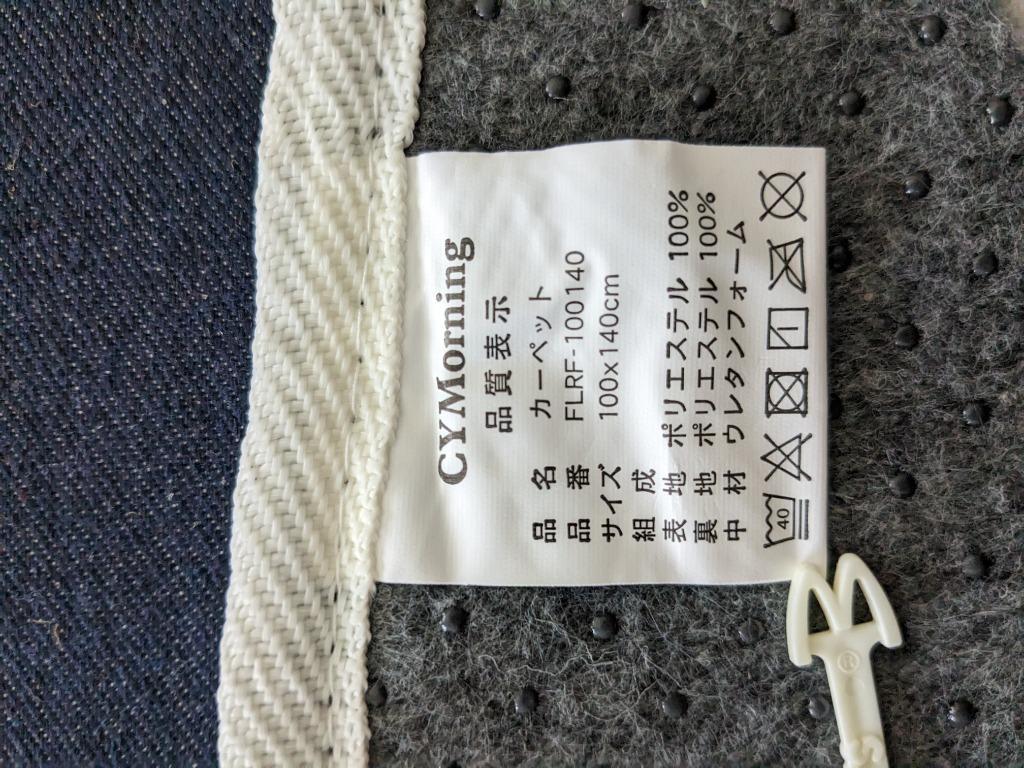 CYMorning
品質表示
品名 カーペット
品番 FLRF-100140
サイズ 100x140cm
組成
表地 ポリエステル 100%
裏地 ポリエステル 100%
中材 ウレタンフォーム
40